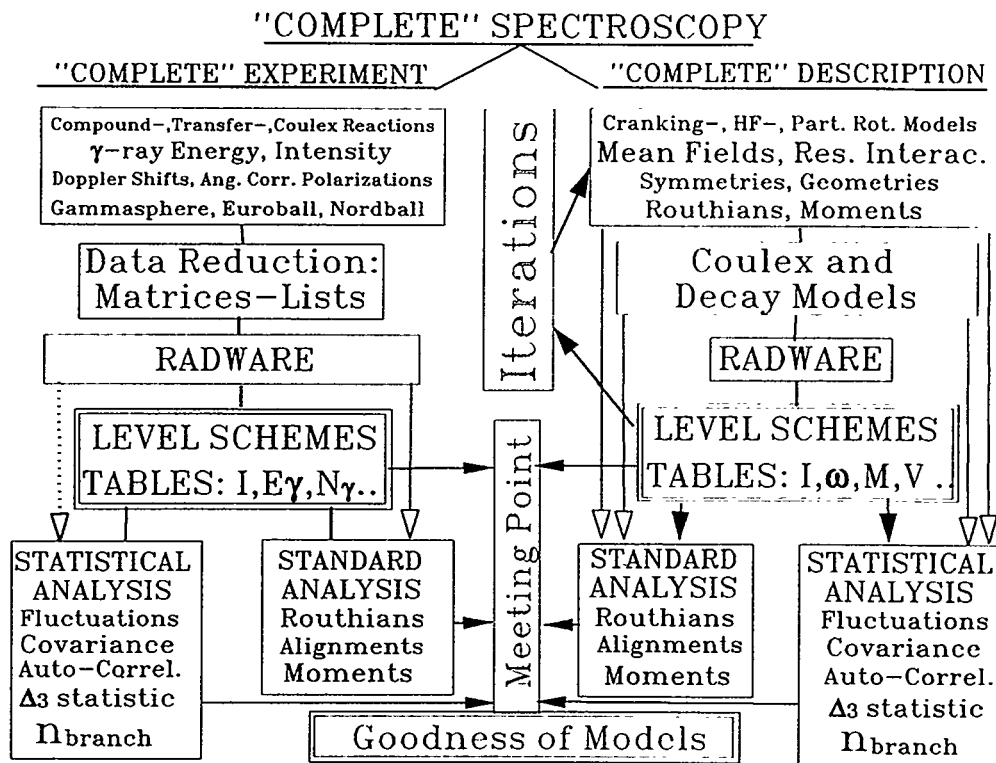 "COMPLETE" SPECTROSCOPY
"COMPLETE" EXPERIMENT
Compound-,Transfer-,Coulex Reactions
γ-ray Energy, Intensity
Doppler Shifts, Ang. Corr. Polarizations
Gammasphere, Euroball, Nordball
Data Reduction:
Matrices-Lists
RADWARE
LEVEL SCHEMES
TABLES: I,Eγ,Nγ..
STATISTICAL
ANALYSIS
Fluctuations
Covariance
Auto-Correl.
Δ3 statistic
nbranch
STANDARD
ANALYSIS
Routhians
Alignments
Moments
Iterations
Meeting Point
Goodness of Models
"COMPLETE" DESCRIPTION
Cranking-, HF-, Part. Rot. Models
Mean Fields, Res. Interac.
Symmetries, Geometries
Routhians, Moments
Coulex and
Decay Models
RADWARE
LEVEL SCHEMES
TABLES: I,ω,M,V ..
STANDARD
ANALYSIS
Routhians
Alignments
Moments
STATISTICAL
ANALYSIS
Fluctuations
Covariance
Auto-Correl.
Δ3 statistic
nbranch